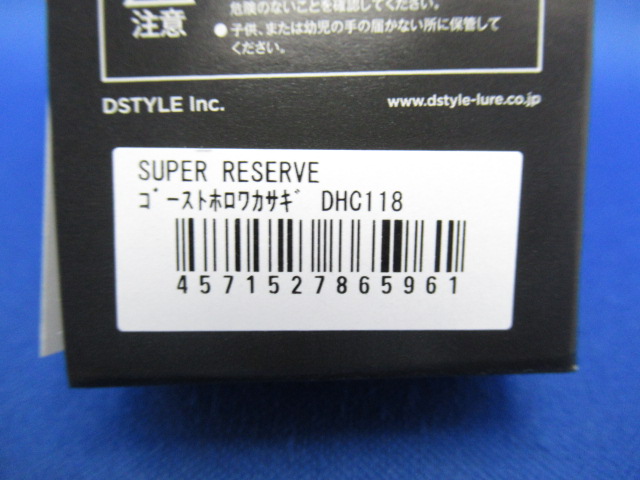 危険のないことを確認してください。
注意
●子供、または幼児の手の届かない所に保管して
ください。
DSTYLE Inc.
www.dstyle-lure.co.jp
SUPER RESERVE
ｺﾞｰｽﾄﾎﾛﾜｶｻｷﾞ DHC118
4571527865961